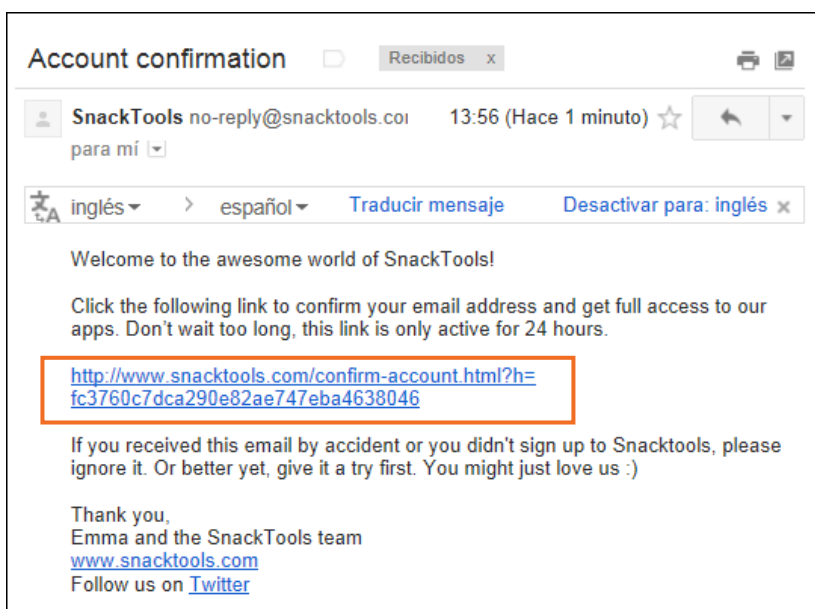 Account confirmation Recibidos x
SnackTools no-reply@snacktools.co 13:56 (Hace 1 minuto)
para mí
inglés > español Traducir mensaje Desactivar para: inglés x
Welcome to the awesome world of SnackTools!
Click the following link to confirm your email address and get full access to our
apps. Don't wait too long, this link is only active for 24 hours.
http://www.snacktools.com/confirm-account.html?h=
fc3760c7dca290e82ae747eba4638046
If you received this email by accident or you didn't sign up to Snacktools, please
ignore it. Or better yet, give it a try first. You might just love us :)
Thank you,
Emma and the SnackTools team
www.snacktools.com
Follow us on Twitter